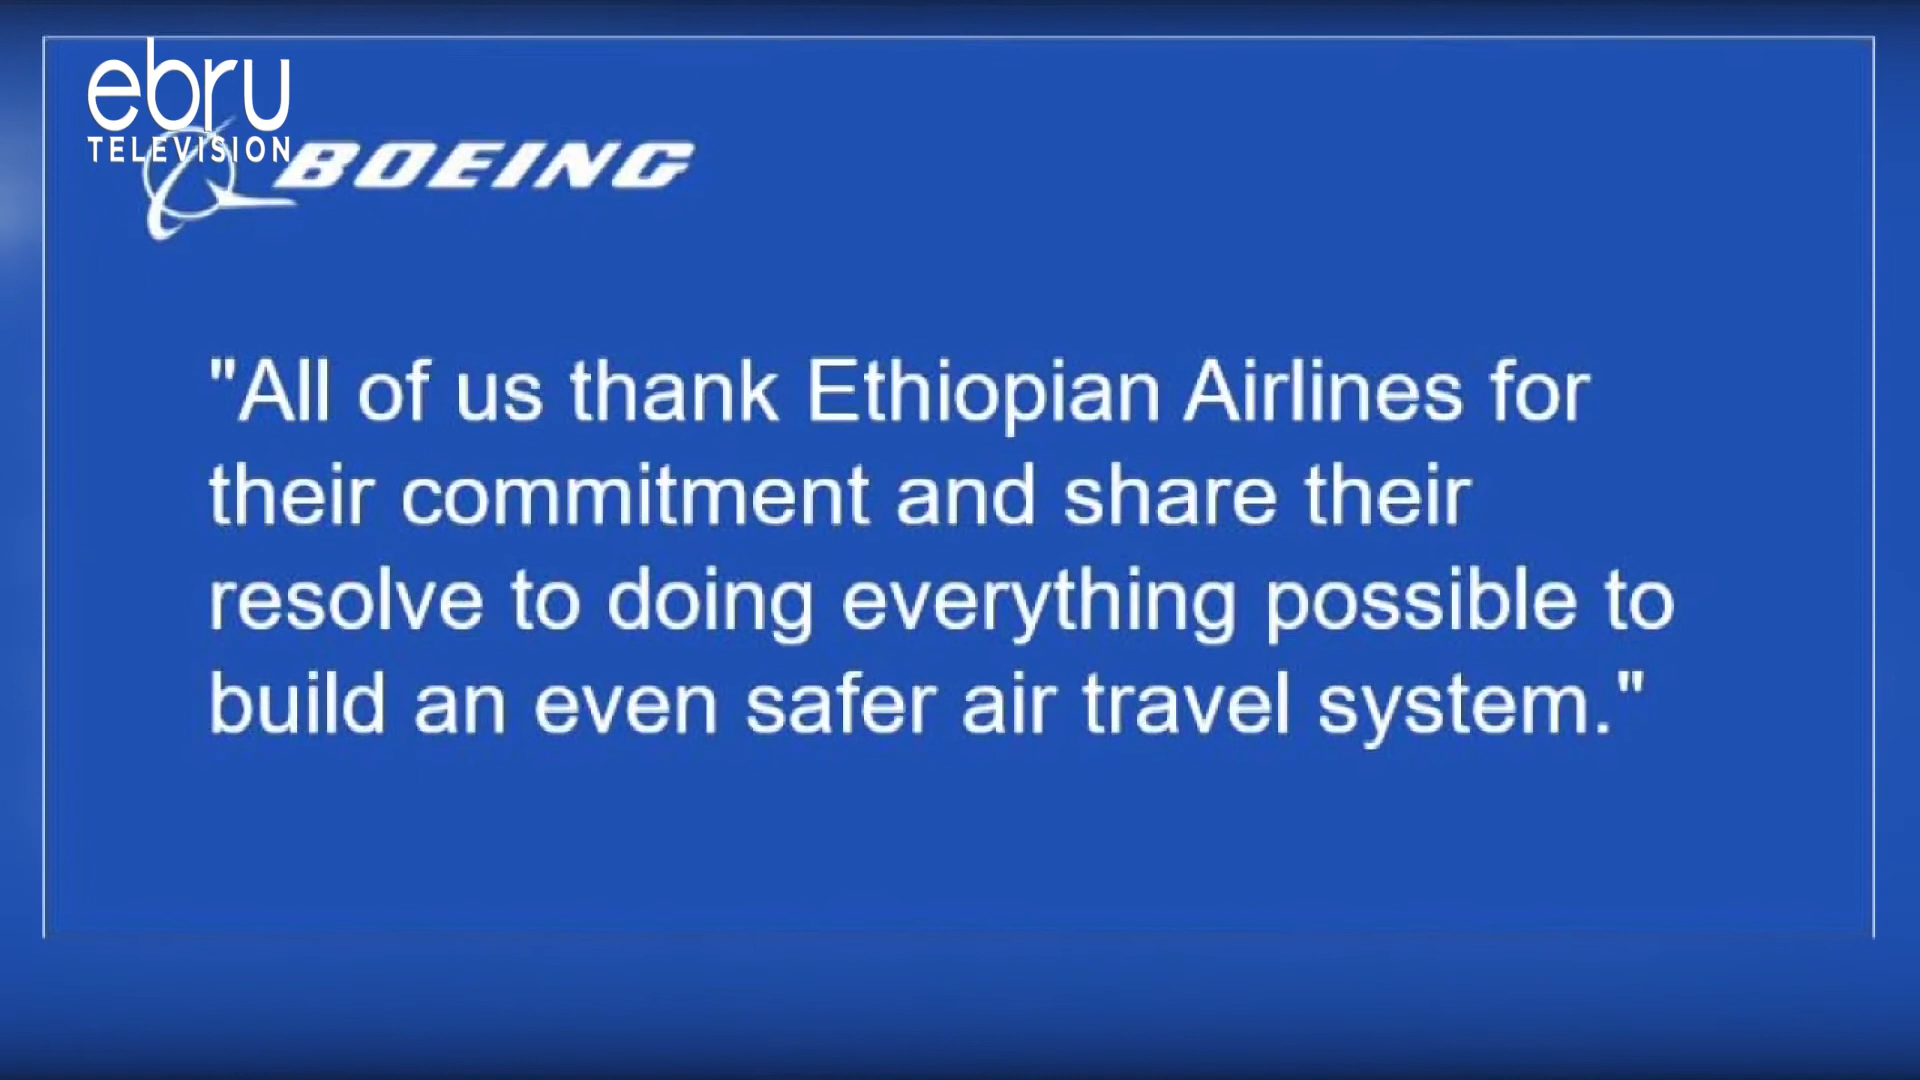 ebru
TELEVISION
BOEING
"All of us thank Ethiopian Airlines for
their commitment and share their
resolve to doing everything possible to
build an even safer air travel system."